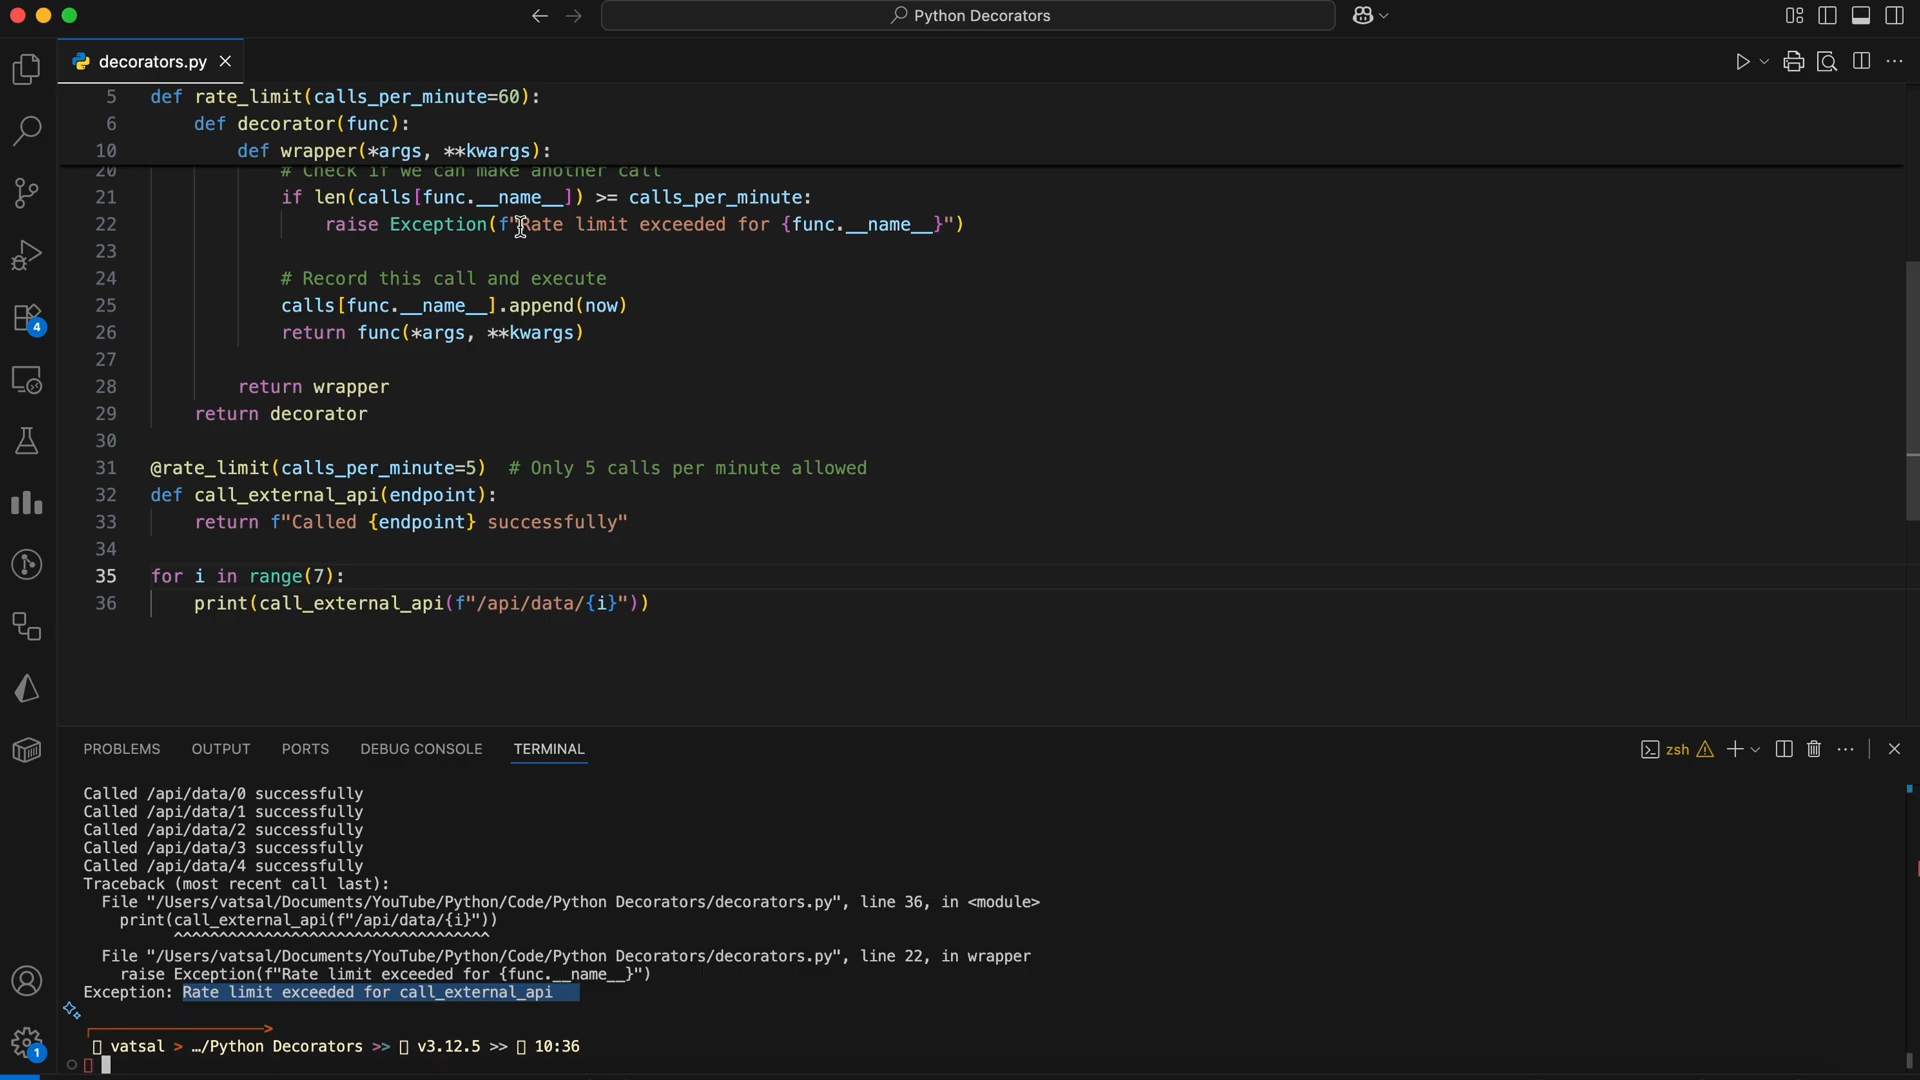 Python Decorators
decorators.py
5 def rate_limit(calls_per_minute=60):
6 def decorator(func):
10 def wrapper(*args, **kwargs):
20 # Check if we can make another call
21 if len(calls[func.__name__]) >= calls_per_minute:
22 raise Exception(f"Rate limit exceeded for {func.__name__}")
23
24 # Record this call and execute
25 calls[func.__name__].append(now)
26 return func(*args, **kwargs)
27
28 return wrapper
29 return decorator
30
31 @rate_limit(calls_per_minute=5) # Only 5 calls per minute allowed
32 def call_external_api(endpoint):
33 return f"Called {endpoint} successfully"
34
35 for i in range(7):
36 print(call_external_api(f"/api/data/{i}"))
4
1
PROBLEMS OUTPUT PORTS DEBUG CONSOLE TERMINAL zsh
Called /api/data/0 successfully
Called /api/data/1 successfully
Called /api/data/2 successfully
Called /api/data/3 successfully
Called /api/data/4 successfully
Traceback (most recent call last):
File "/Users/vatsal/Documents/YouTube/Python/Code/Python Decorators/decorators.py", line 36, in <module>
print(call_external_api(f"/api/data/{i}"))
^^^^^^^^^^^^^^^^^^^^^^^^^^^^^^^^^^^
File "/Users/vatsal/Documents/YouTube/Python/Code/Python Decorators/decorators.py", line 22, in wrapper
raise Exception(f"Rate limit exceeded for {func.__name__}")
Exception: Rate limit exceeded for call_external_api
vatsal > …/Python Decorators >> v3.12.5 >> 10:36